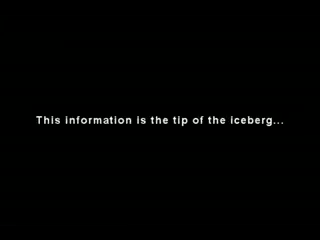 This information is the tip of the iceberg...